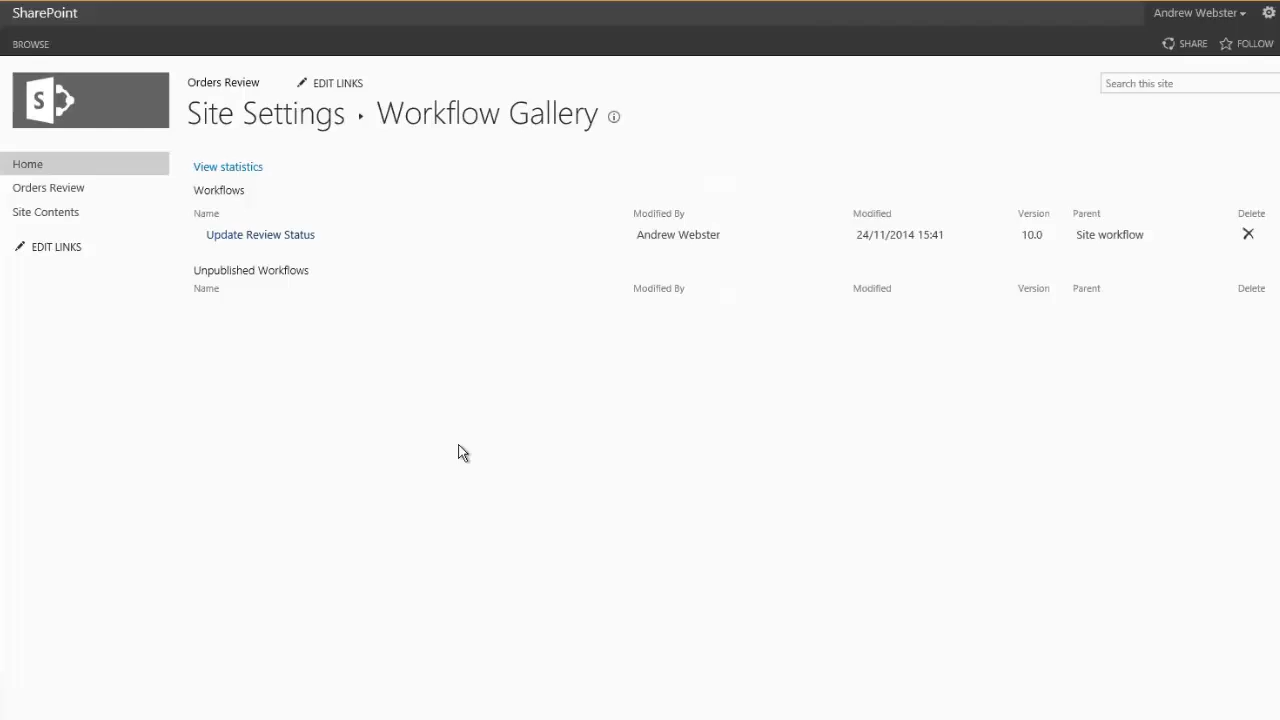 SharePoint
Andrew Webster
BROWSE
SHARE
FOLLOW
S
Orders Review
EDIT LINKS
Search this site
Site Settings ▸ Workflow Gallery
Home
Orders Review
Site Contents
EDIT LINKS
View statistics
Workflows
Name Modified By Modified Version Parent Delete
Update Review Status Andrew Webster 24/11/2014 15:41 10.0 Site workflow
Unpublished Workflows
Name Modified By Modified Version Parent Delete